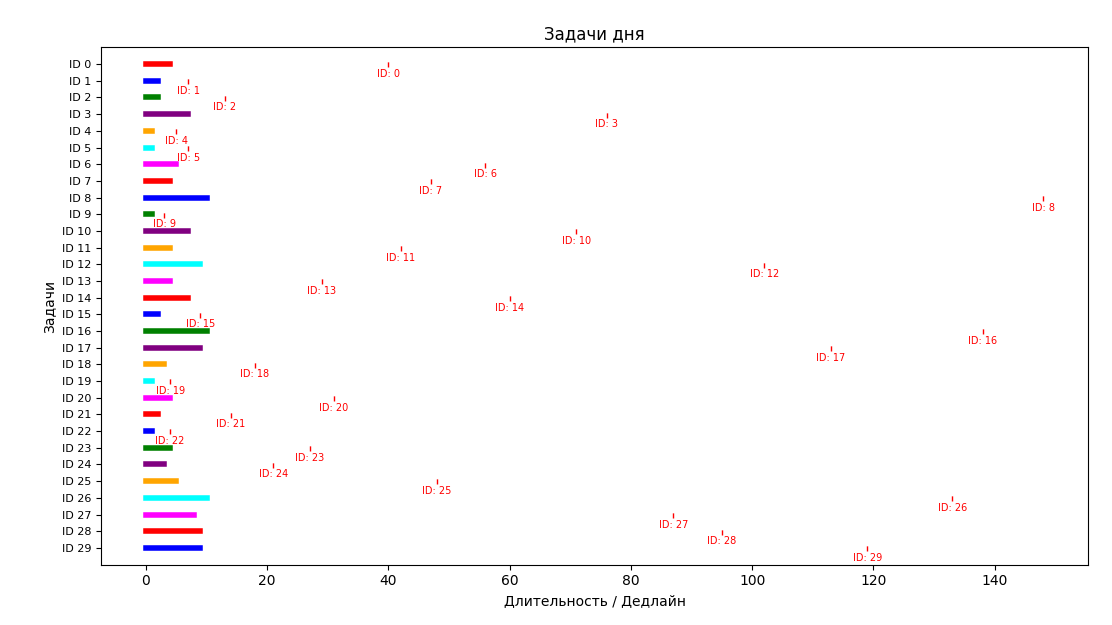 Задачи дня
Задачи
ID 0
ID: 0
ID 1
ID: 1
ID 2
ID: 2
ID 3
ID: 3
ID 4
ID: 4
ID 5
ID: 5
ID 6
ID: 6
ID 7
ID: 7
ID 8
ID: 8
ID 9
ID: 9
ID 10
ID: 10
ID 11
ID: 11
ID 12
ID: 12
ID 13
ID: 13
ID 14
ID: 14
ID 15
ID: 15
ID 16
ID: 16
ID 17
ID: 17
ID 18
ID: 18
ID 19
ID: 19
ID 20
ID: 20
ID 21
ID: 21
ID 22
ID: 22
ID 23
ID: 23
ID 24
ID: 24
ID 25
ID: 25
ID 26
ID: 26
ID 27
ID: 27
ID 28
ID: 28
ID 29
ID: 29
0 20 40 60 80 100 120 140
Длительность / Дедлайн